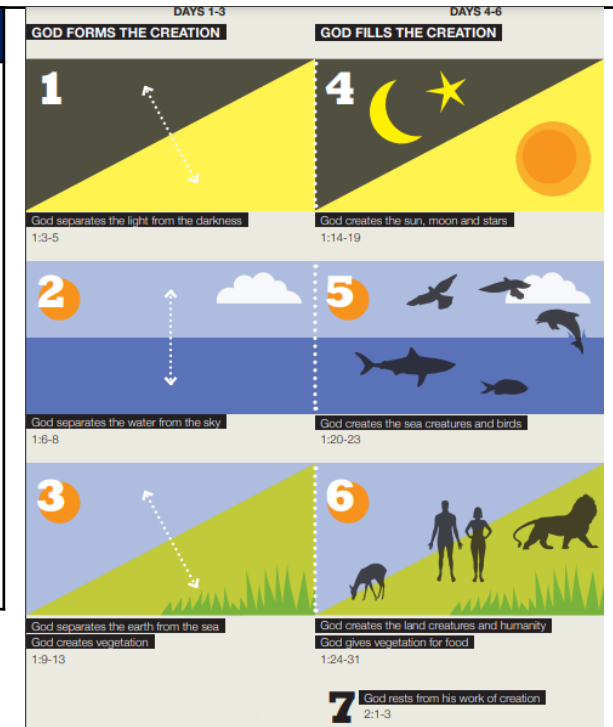 DAYS 1-3
GOD FORMS THE CREATION
DAYS 4-6
GOD FILLS THE CREATION
1
God separates the light from the darkness
1:3-5
4
God creates the sun, moon and stars
1:14-19
2
God separates the water from the sky
1:6-8
5
God creates the sea creatures and birds
1:20-23
3
God separates the earth from the sea
God creates vegetation
1:9-13
6
God creates the land creatures and humanity
God gives vegetation for food
1:24-31
7
God rests from his work of creation
2:1-3